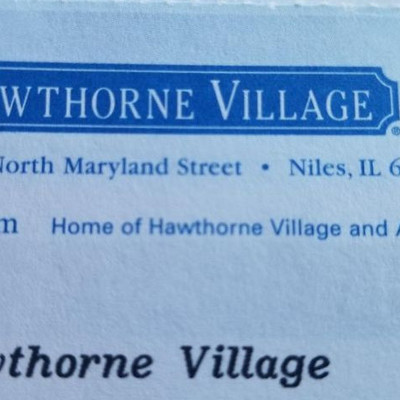 WTHORNE VILLAGE ®
North Maryland Street • Niles, IL 6
m Home of Hawthorne Village and A
wthorne Village